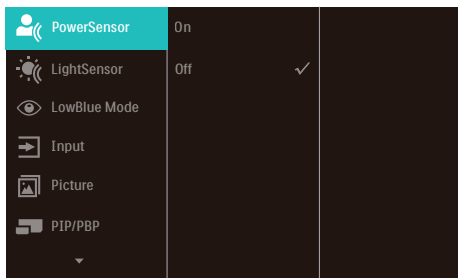 PowerSensor
On
LightSensor
Off
LowBlue Mode
Input
Picture
PIP/PBP